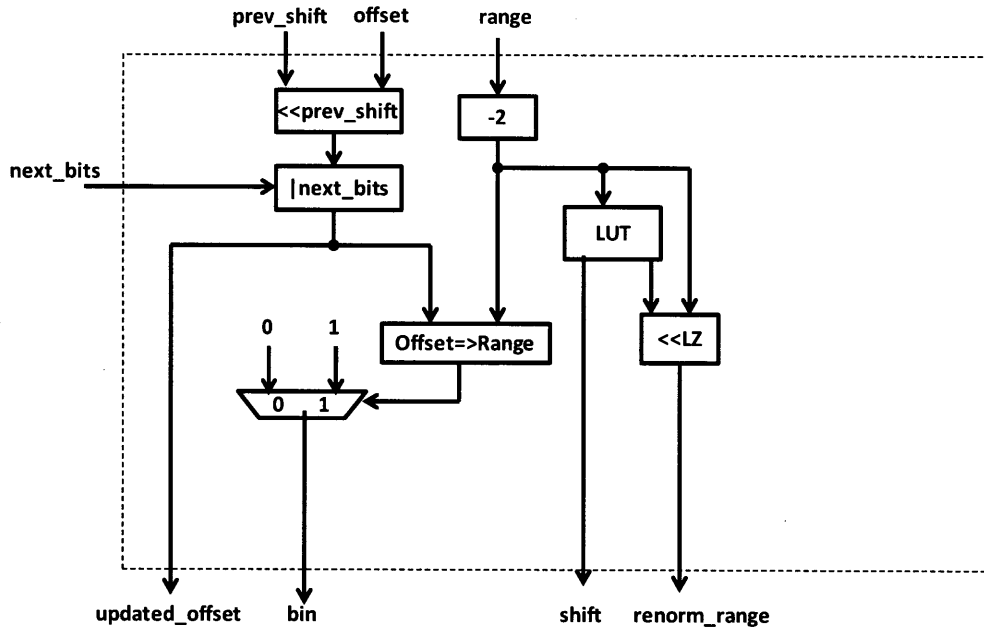 prev_shift offset range
<<prev_shift
-2
next_bits
|next_bits
LUT
0 1
Offset=>Range
<<LZ
0 1
updated_offset bin shift renorm_range